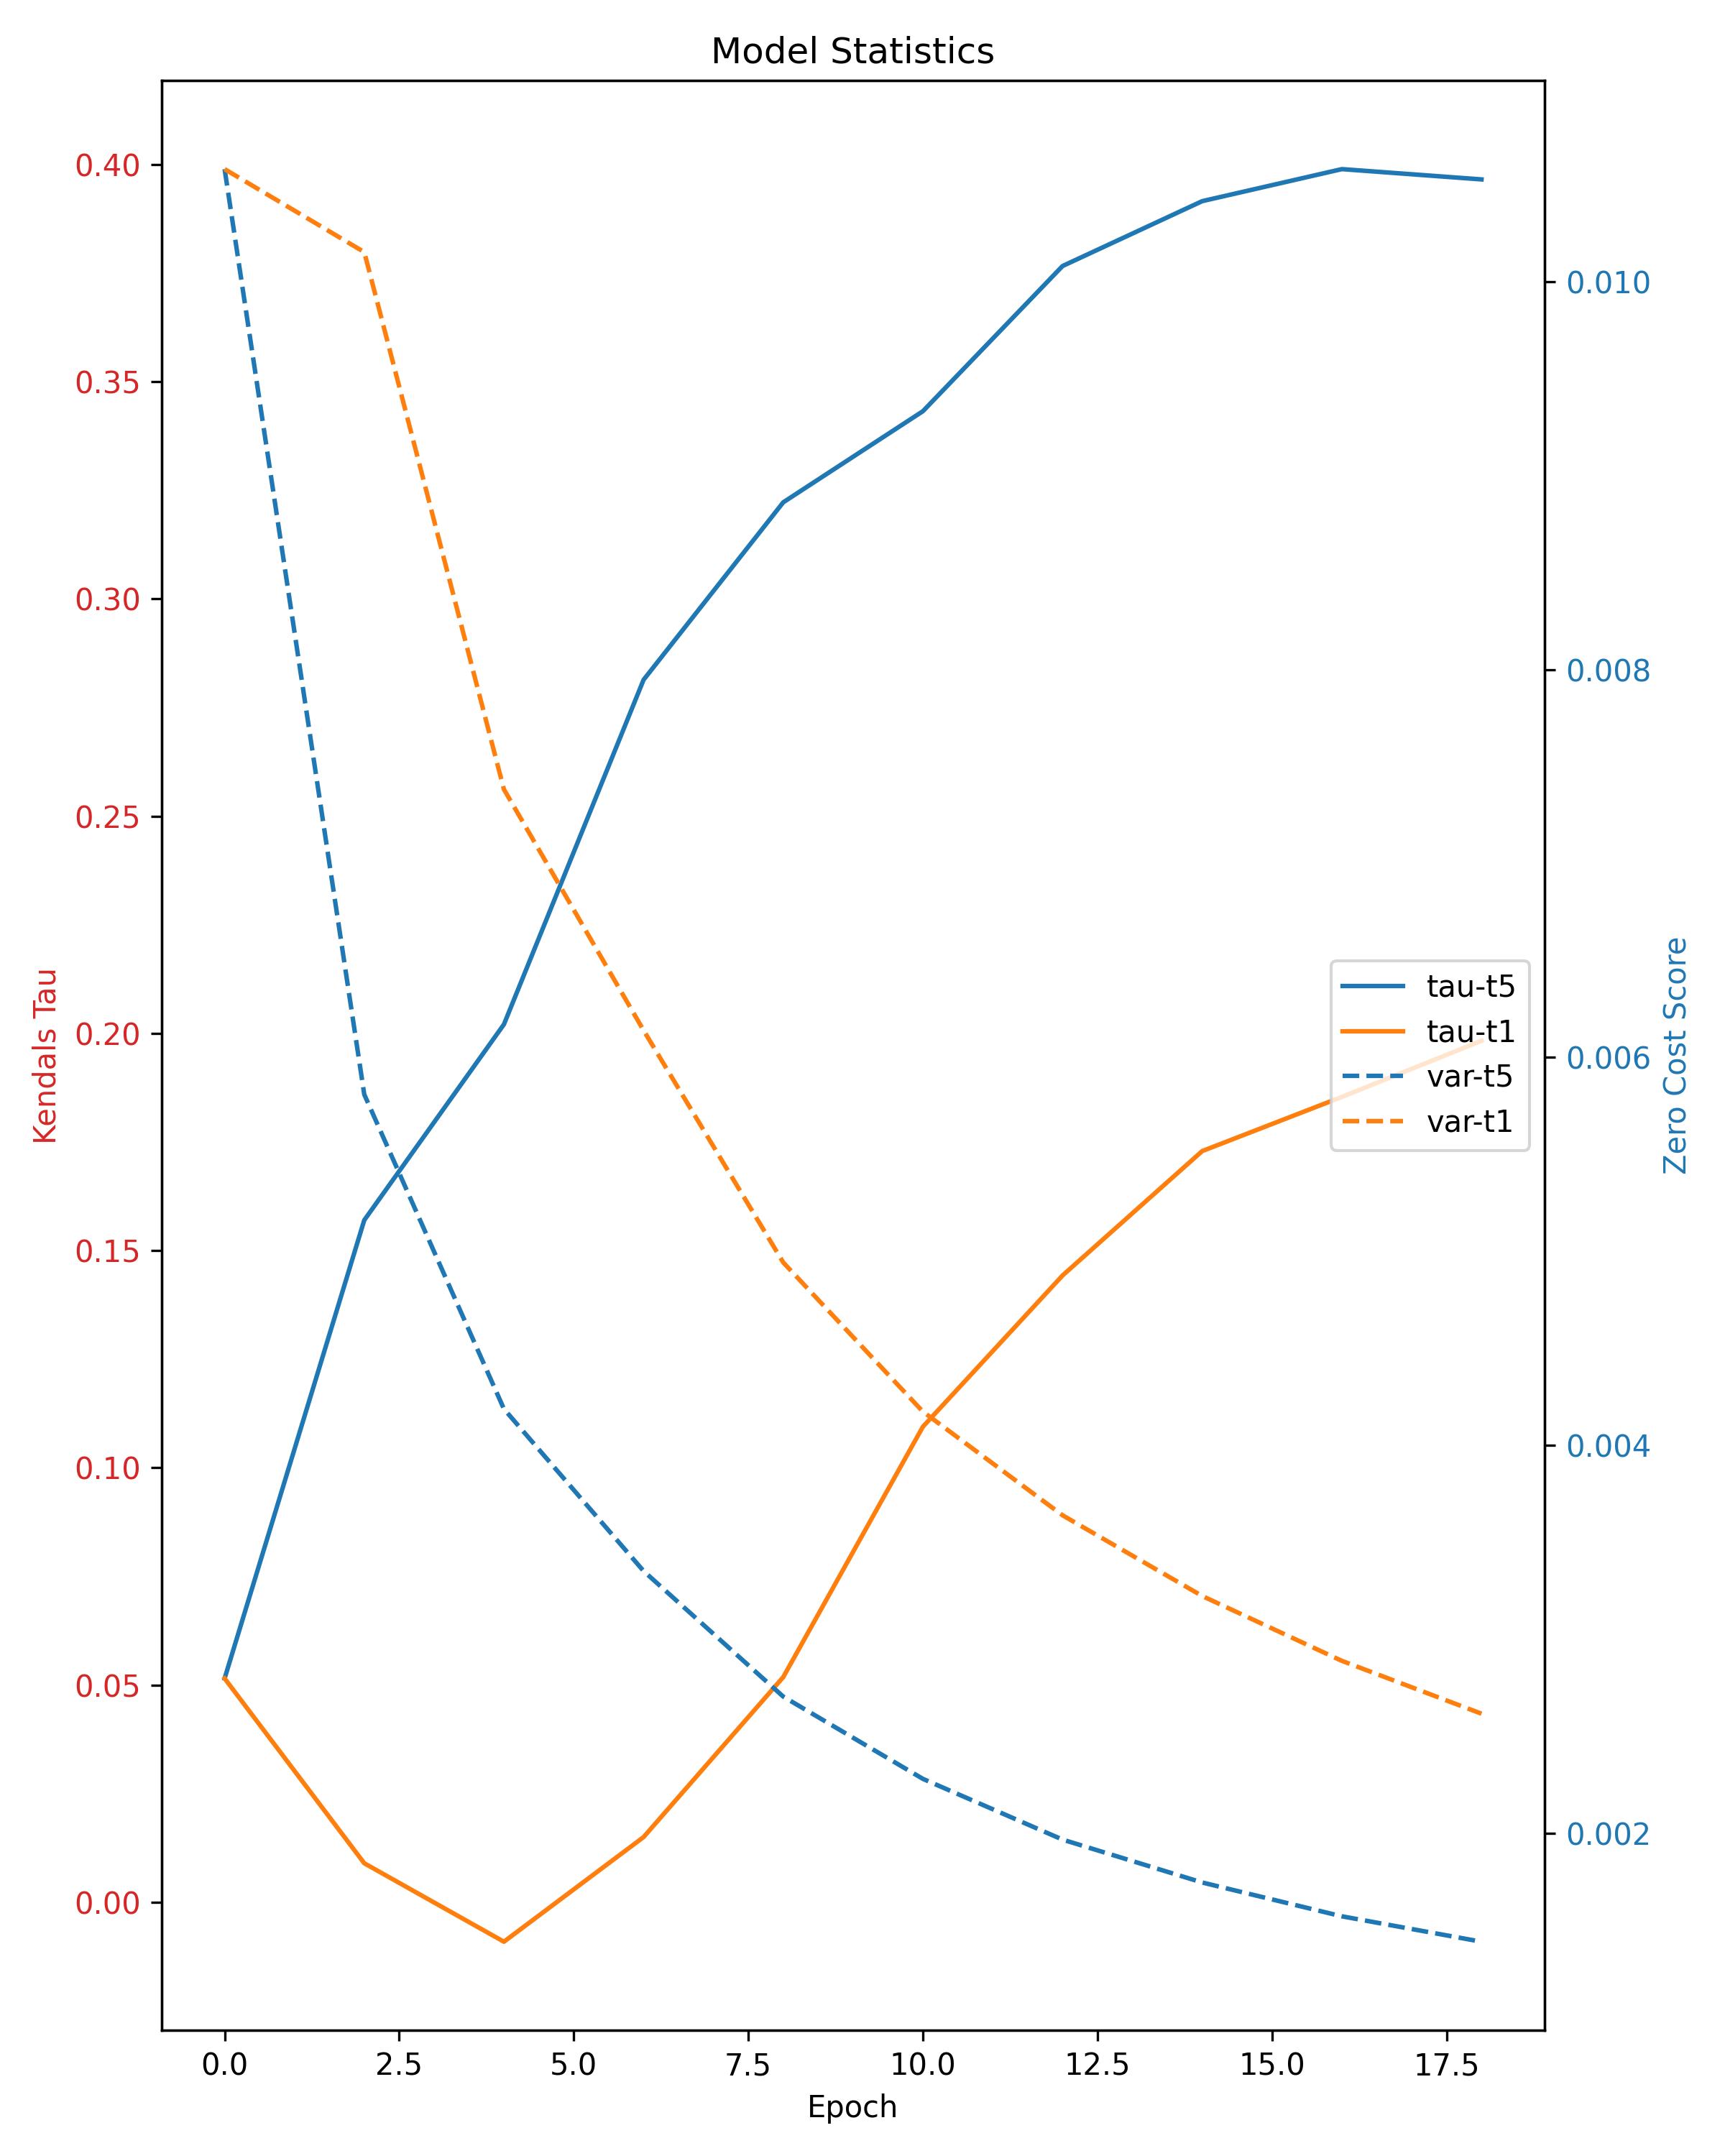 Model Statistics
Kendals Tau
0.40
0.35
0.30
0.25
0.20
0.15
0.10
0.05
0.00
0.010
0.008
0.006
0.004
0.002
Zero Cost Score
tau-t5
tau-t1
var-t5
var-t1
0.0 2.5 5.0 7.5 10.0 12.5 15.0 17.5
Epoch